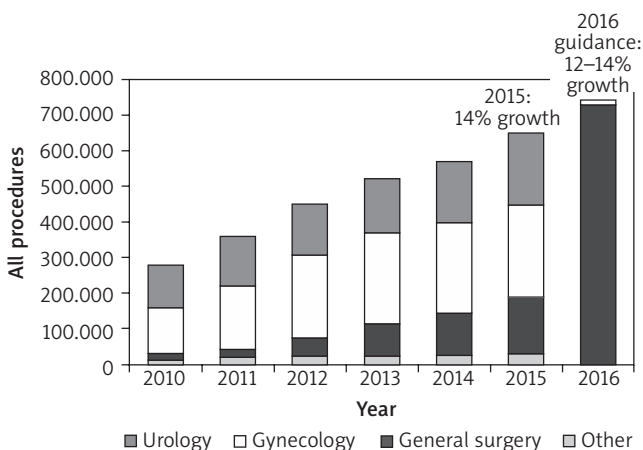 2016
guidance:
12–14%
growth
2015:
14% growth
All procedures
800.000
700.000
600.000
500.000
400.000
300.000
200.000
100.000
0
2010 2011 2012 2013 2014 2015 2016
Year
Urology Gynecology General surgery Other